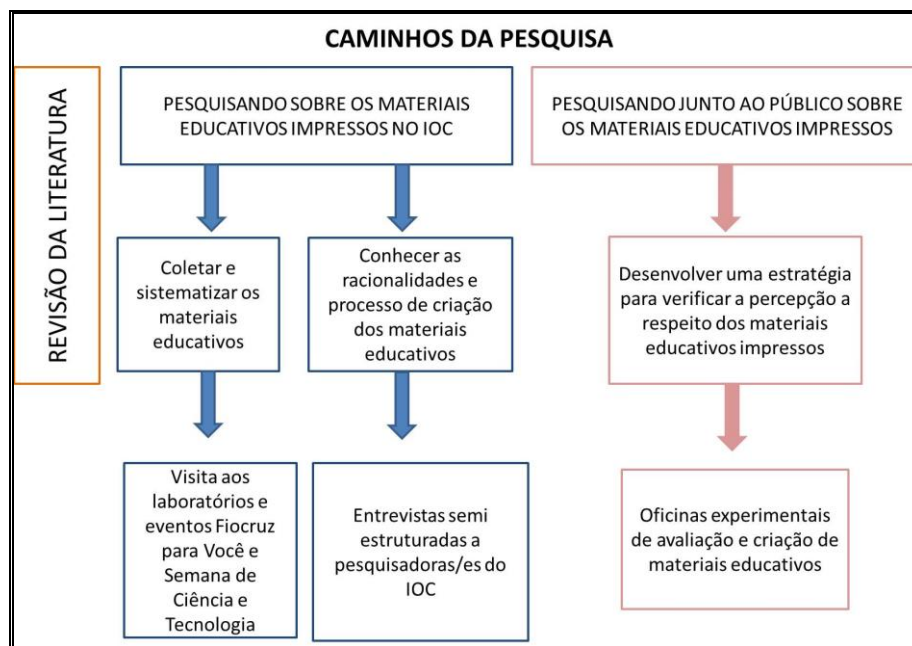 CAMINHOS DA PESQUISA
REVISÃO DA LITERATURA
PESQUISANDO SOBRE OS MATERIAIS
EDUCATIVOS IMPRESSOS NO IOC
Coletar e
sistematizar os
materiais
educativos
Visita aos
laboratórios e
eventos Fiocruz
para Você e
Semana de
Ciência e
Tecnologia
Conhecer as
racionalidades e
processo de criação
dos materiais
educativos
Entrevistas semi
estruturadas a
pesquisadoras/es do
IOC
PESQUISANDO JUNTO AO PÚBLICO SOBRE
OS MATERIAIS EDUCATIVOS IMPRESSOS
Desenvolver uma estratégia
para verificar a percepção a
respeito dos materiais
educativos impressos
Oficinas experimentais
de avaliação e criação de
materiais educativos